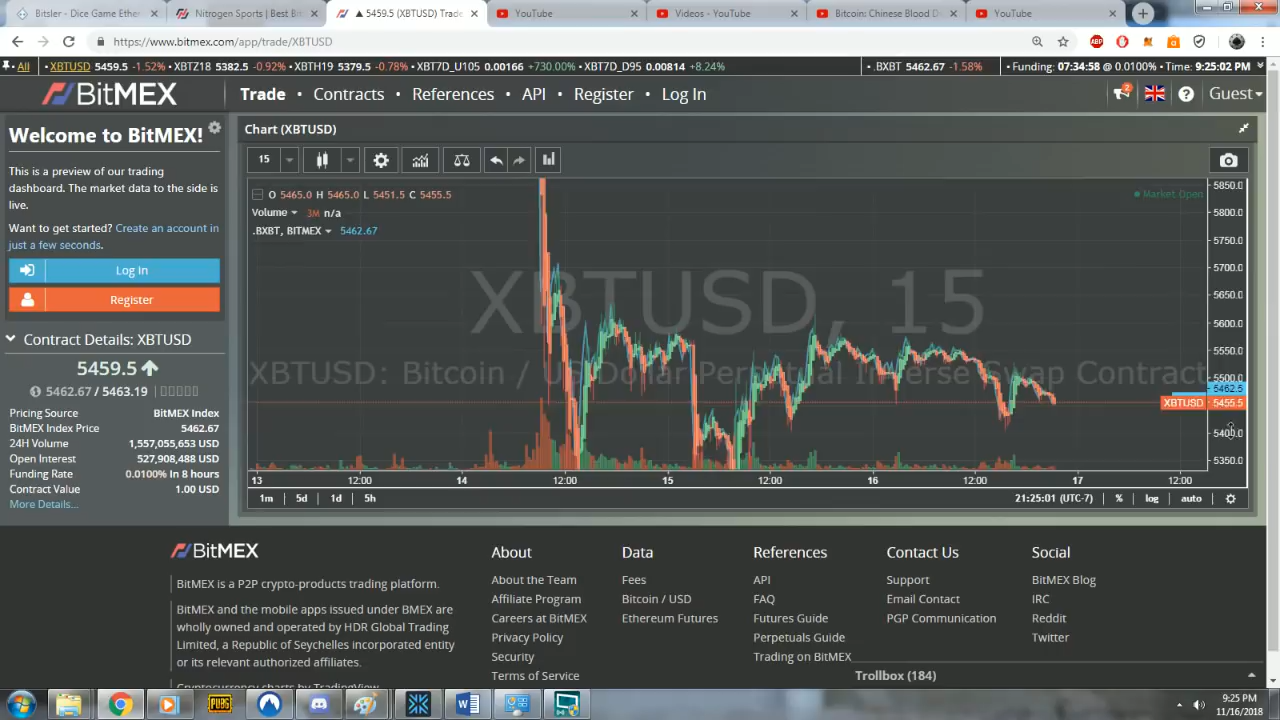 Bitsler - Dice Game Ether
Nitrogen Sports | Best Bit
▲ 5459.5 (XBTUSD) Trade
YouTube
Videos - YouTube
Bitcoin: Chinese Blood D
YouTube
https://www.bitmex.com/app/trade/XBTUSD
All • XBTUSD 5459.5 -1.52% • XBTZ18 5382.5 -0.92% • XBTH19 5379.5 -0.78% • XBT7D_U105 0.00166 +730.00% • XBT7D_D95 0.00814 +8.24%
• .BXBT 5462.67 -1.58%
• Funding: 07:34:58 @ 0.0100% • Time: 9:25:02 PM
BitMEX
Trade • Contracts • References • API • Register • Log In
2
Guest
Welcome to BitMEX!
This is a preview of our trading
dashboard. The market data to the side is
live.
Want to get started? Create an account in
just a few seconds.
Log In
Register
Contract Details: XBTUSD
5459.5
5462.67 / 5463.19
Pricing Source BitMEX Index
BitMEX Index Price 5462.67
24H Volume 1,557,055,653 USD
Open Interest 527,908,488 USD
Funding Rate 0.0100% In 8 hours
Contract Value 1.00 USD
More Details...
Chart (XBTUSD)
15
O 5465.0 H 5465.0 L 5451.5 C 5455.5
Volume 3M n/a
.BXBT, BITMEX 5462.67
Market Open
XBTUSD, 15
XBTUSD: Bitcoin / US Dollar Perpetual Inverse Swap Contract
5850.0
5800.0
5750.0
5700.0
5650.0
5600.0
5550.0
5500.0
5462.5
XBTUSD 5455.5
5400.0
5350.0
13 14 12:00 15 12:00 16 12:00 17 12:00
1m 5d 1d 5h
21:25:01 (UTC-7) % log auto
BitMEX
BitMEX is a P2P crypto-products trading platform.
BitMEX and the mobile apps issued under BMEX are
wholly owned and operated by HDR Global Trading
Limited, a Republic of Seychelles incorporated entity
or its relevant authorized affiliates.
Cryptocurrency charts by TradingView
About
About the Team
Affiliate Program
Careers at BitMEX
Privacy Policy
Security
Terms of Service
Data
Fees
Bitcoin / USD
Ethereum Futures
References
API
FAQ
Futures Guide
Perpetuals Guide
Trading on BitMEX
Contact Us
Support
Email Contact
PGP Communication
Social
BitMEX Blog
IRC
Reddit
Twitter
Trollbox (184)
PUBG
9:25 PM
11/16/2018